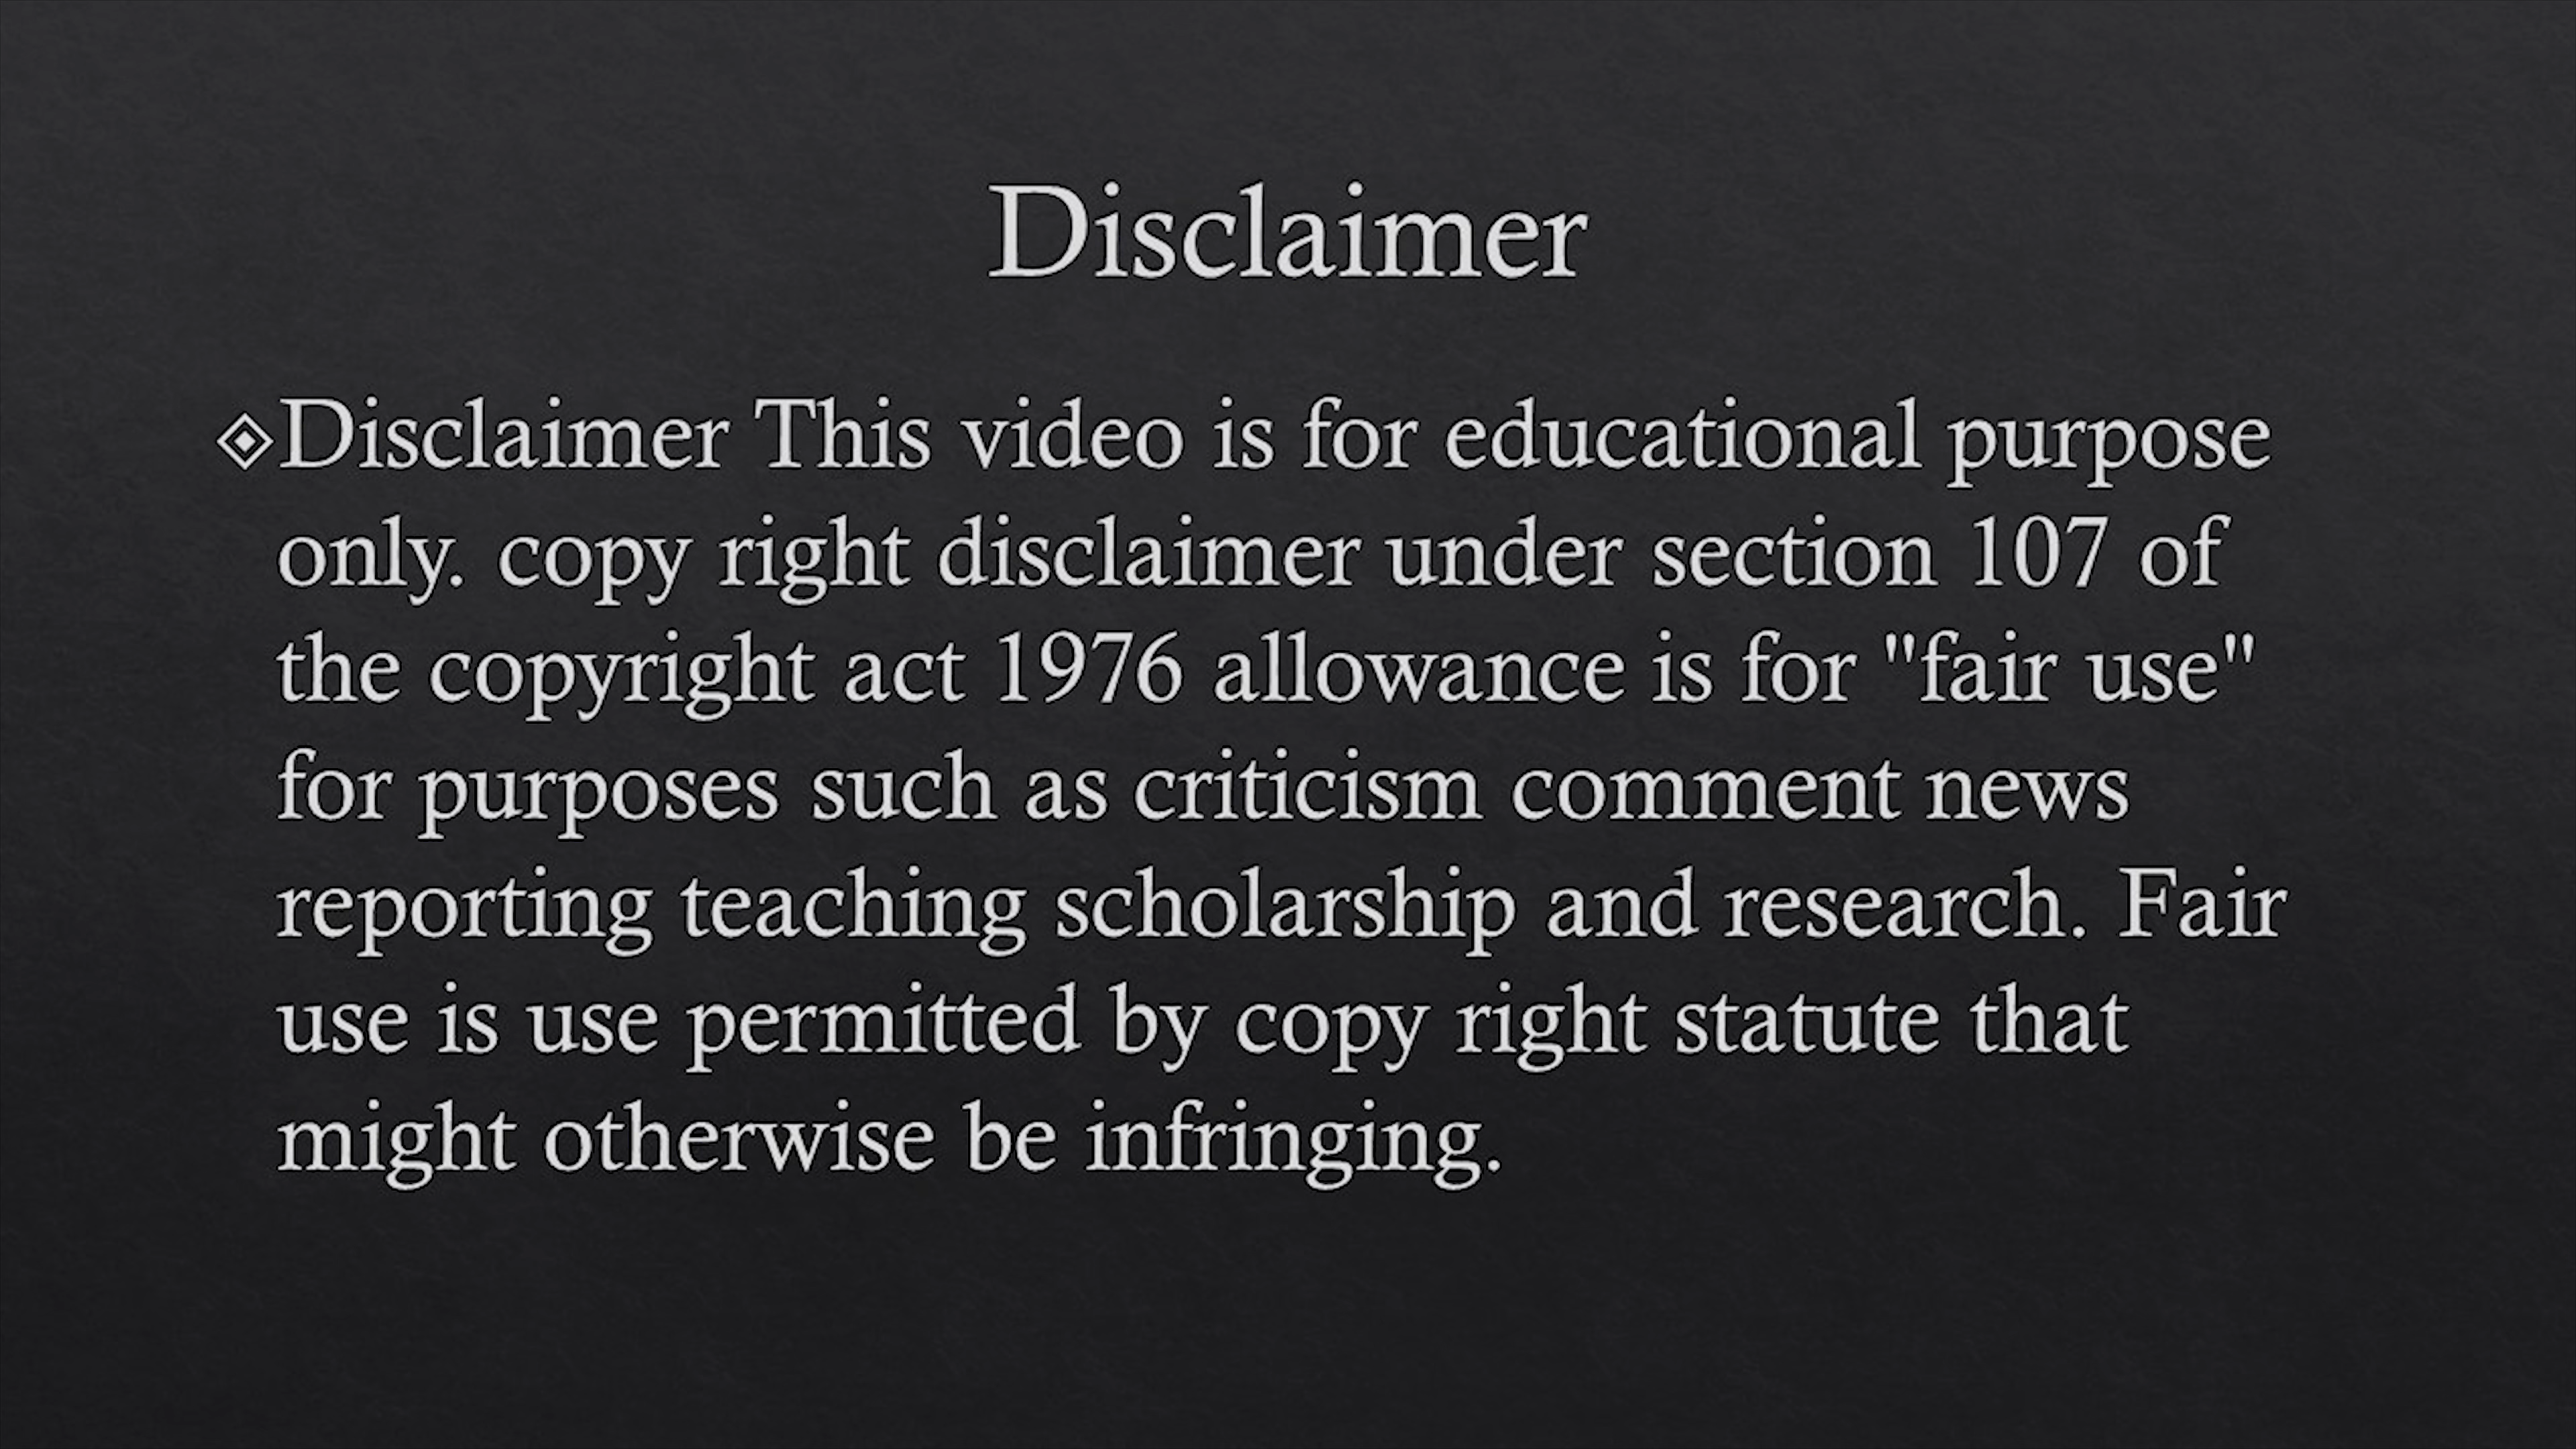 Disclaimer
Disclaimer This video is for educational purpose
only. copy right disclaimer under section 107 of
the copyright act 1976 allowance is for "fair use"
for purposes such as criticism comment news
reporting teaching scholarship and research. Fair
use is use permitted by copy right statute that
might otherwise be infringing.